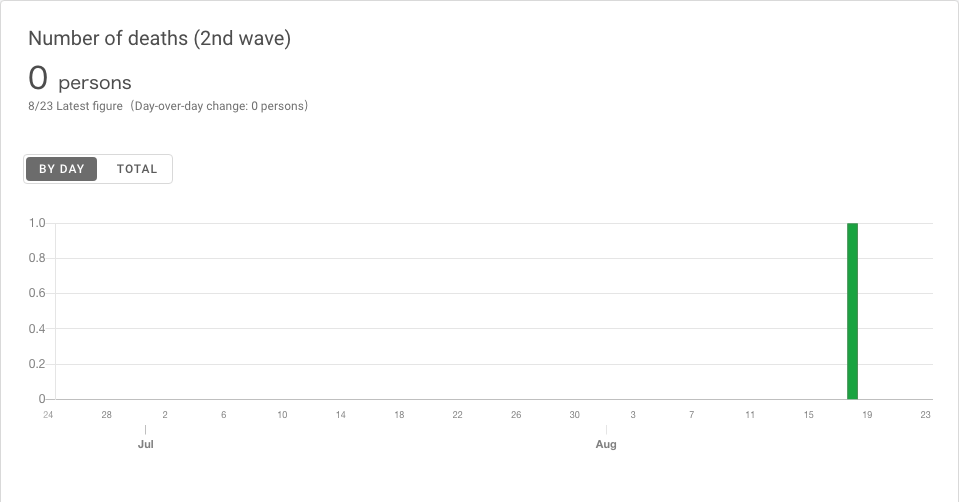 Number of deaths (2nd wave)
0 persons
8/23 Latest figure（Day-over-day change: 0 persons）
BY DAY TOTAL
1.0
0.8
0.6
0.4
0.2
0
24 28 2 6 10 14 18 22 26 30 3 7 11 15 19 23
Jul Aug